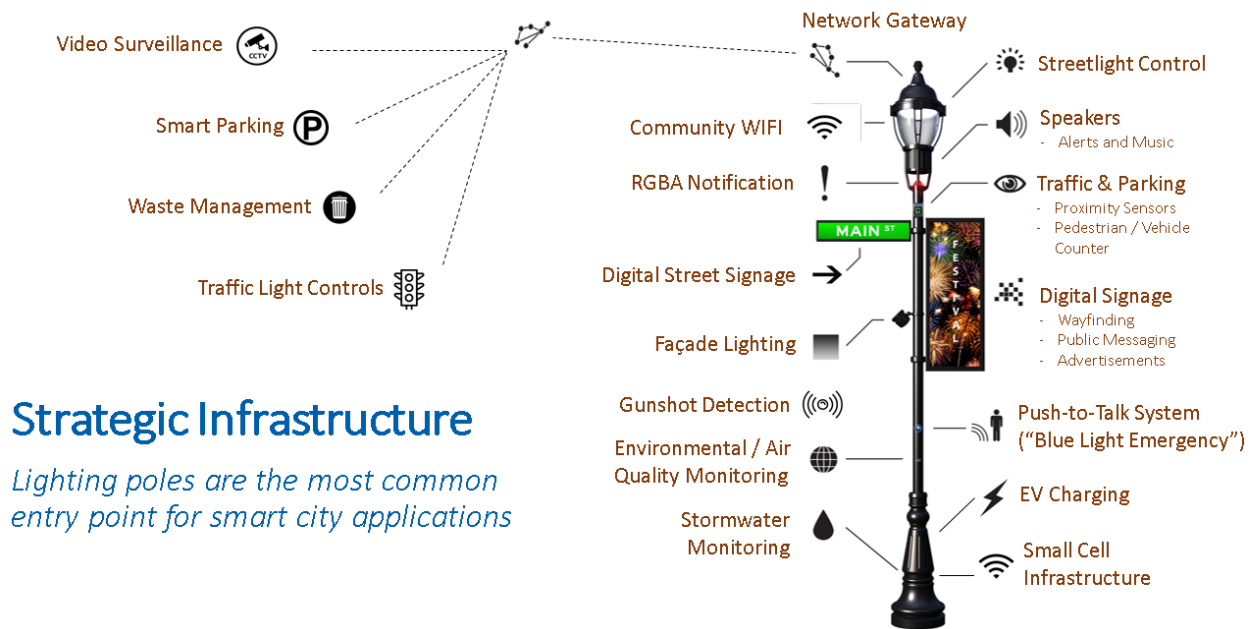 Video Surveillance
CCTV
Smart Parking
P
Waste Management
Traffic Light Controls
Strategic Infrastructure
Lighting poles are the most common
entry point for smart city applications
Network Gateway
Community WIFI
RGBA Notification
MAIN ST
Digital Street Signage
Façade Lighting
Gunshot Detection
Environmental / Air
Quality Monitoring
Stormwater
Monitoring
Streetlight Control
Speakers
- Alerts and Music
Traffic & Parking
- Proximity Sensors
- Pedestrian / Vehicle
Counter
FESTIVAL
Digital Signage
- Wayfinding
- Public Messaging
- Advertisements
Push-to-Talk System
(“Blue Light Emergency”)
EV Charging
Small Cell
Infrastructure